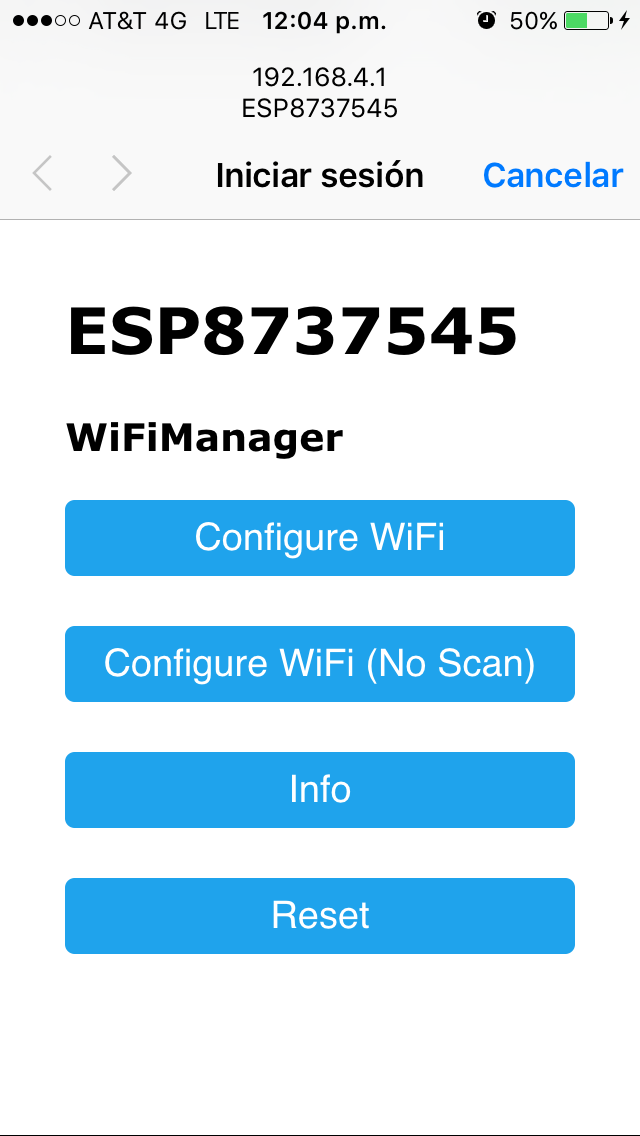 AT&T 4G LTE 12:04 p.m. 50%
192.168.4.1
ESP8737545
Iniciar sesión Cancelar
ESP8737545
WiFiManager
Configure WiFi
Configure WiFi (No Scan)
Info
Reset